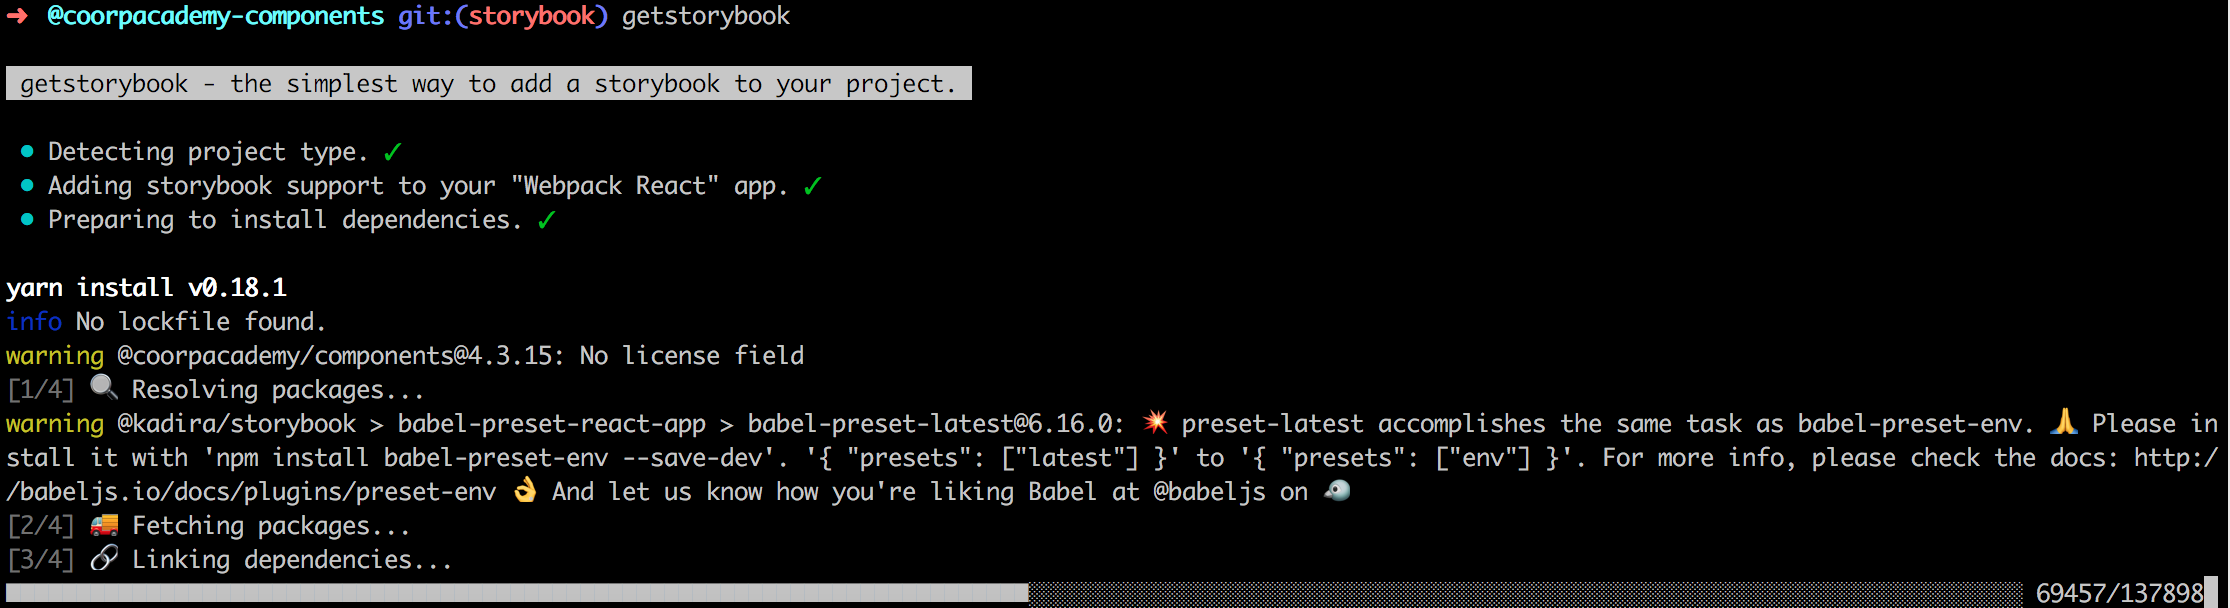 ➜ @coorpacademy-components git:(storybook) getstorybook
getstorybook - the simplest way to add a storybook to your project.
• Detecting project type. ✓
• Adding storybook support to your "Webpack React" app. ✓
• Preparing to install dependencies. ✓
yarn install v0.18.1
info No lockfile found.
warning @coorpacademy/components@4.3.15: No license field
[1/4] 🔍 Resolving packages...
warning @kadira/storybook > babel-preset-react-app > babel-preset-latest@6.16.0: 💥 preset-latest accomplishes the same task as babel-preset-env. 🙏 Please in
stall it with 'npm install babel-preset-env --save-dev'. '{ "presets": ["latest"] }' to '{ "presets": ["env"] }'. For more info, please check the docs: http:/
/babeljs.io/docs/plugins/preset-env 👌 And let us know how you're liking Babel at @babeljs on 🐦
[2/4] 🚚 Fetching packages...
[3/4] 🔗 Linking dependencies...
69457/137898